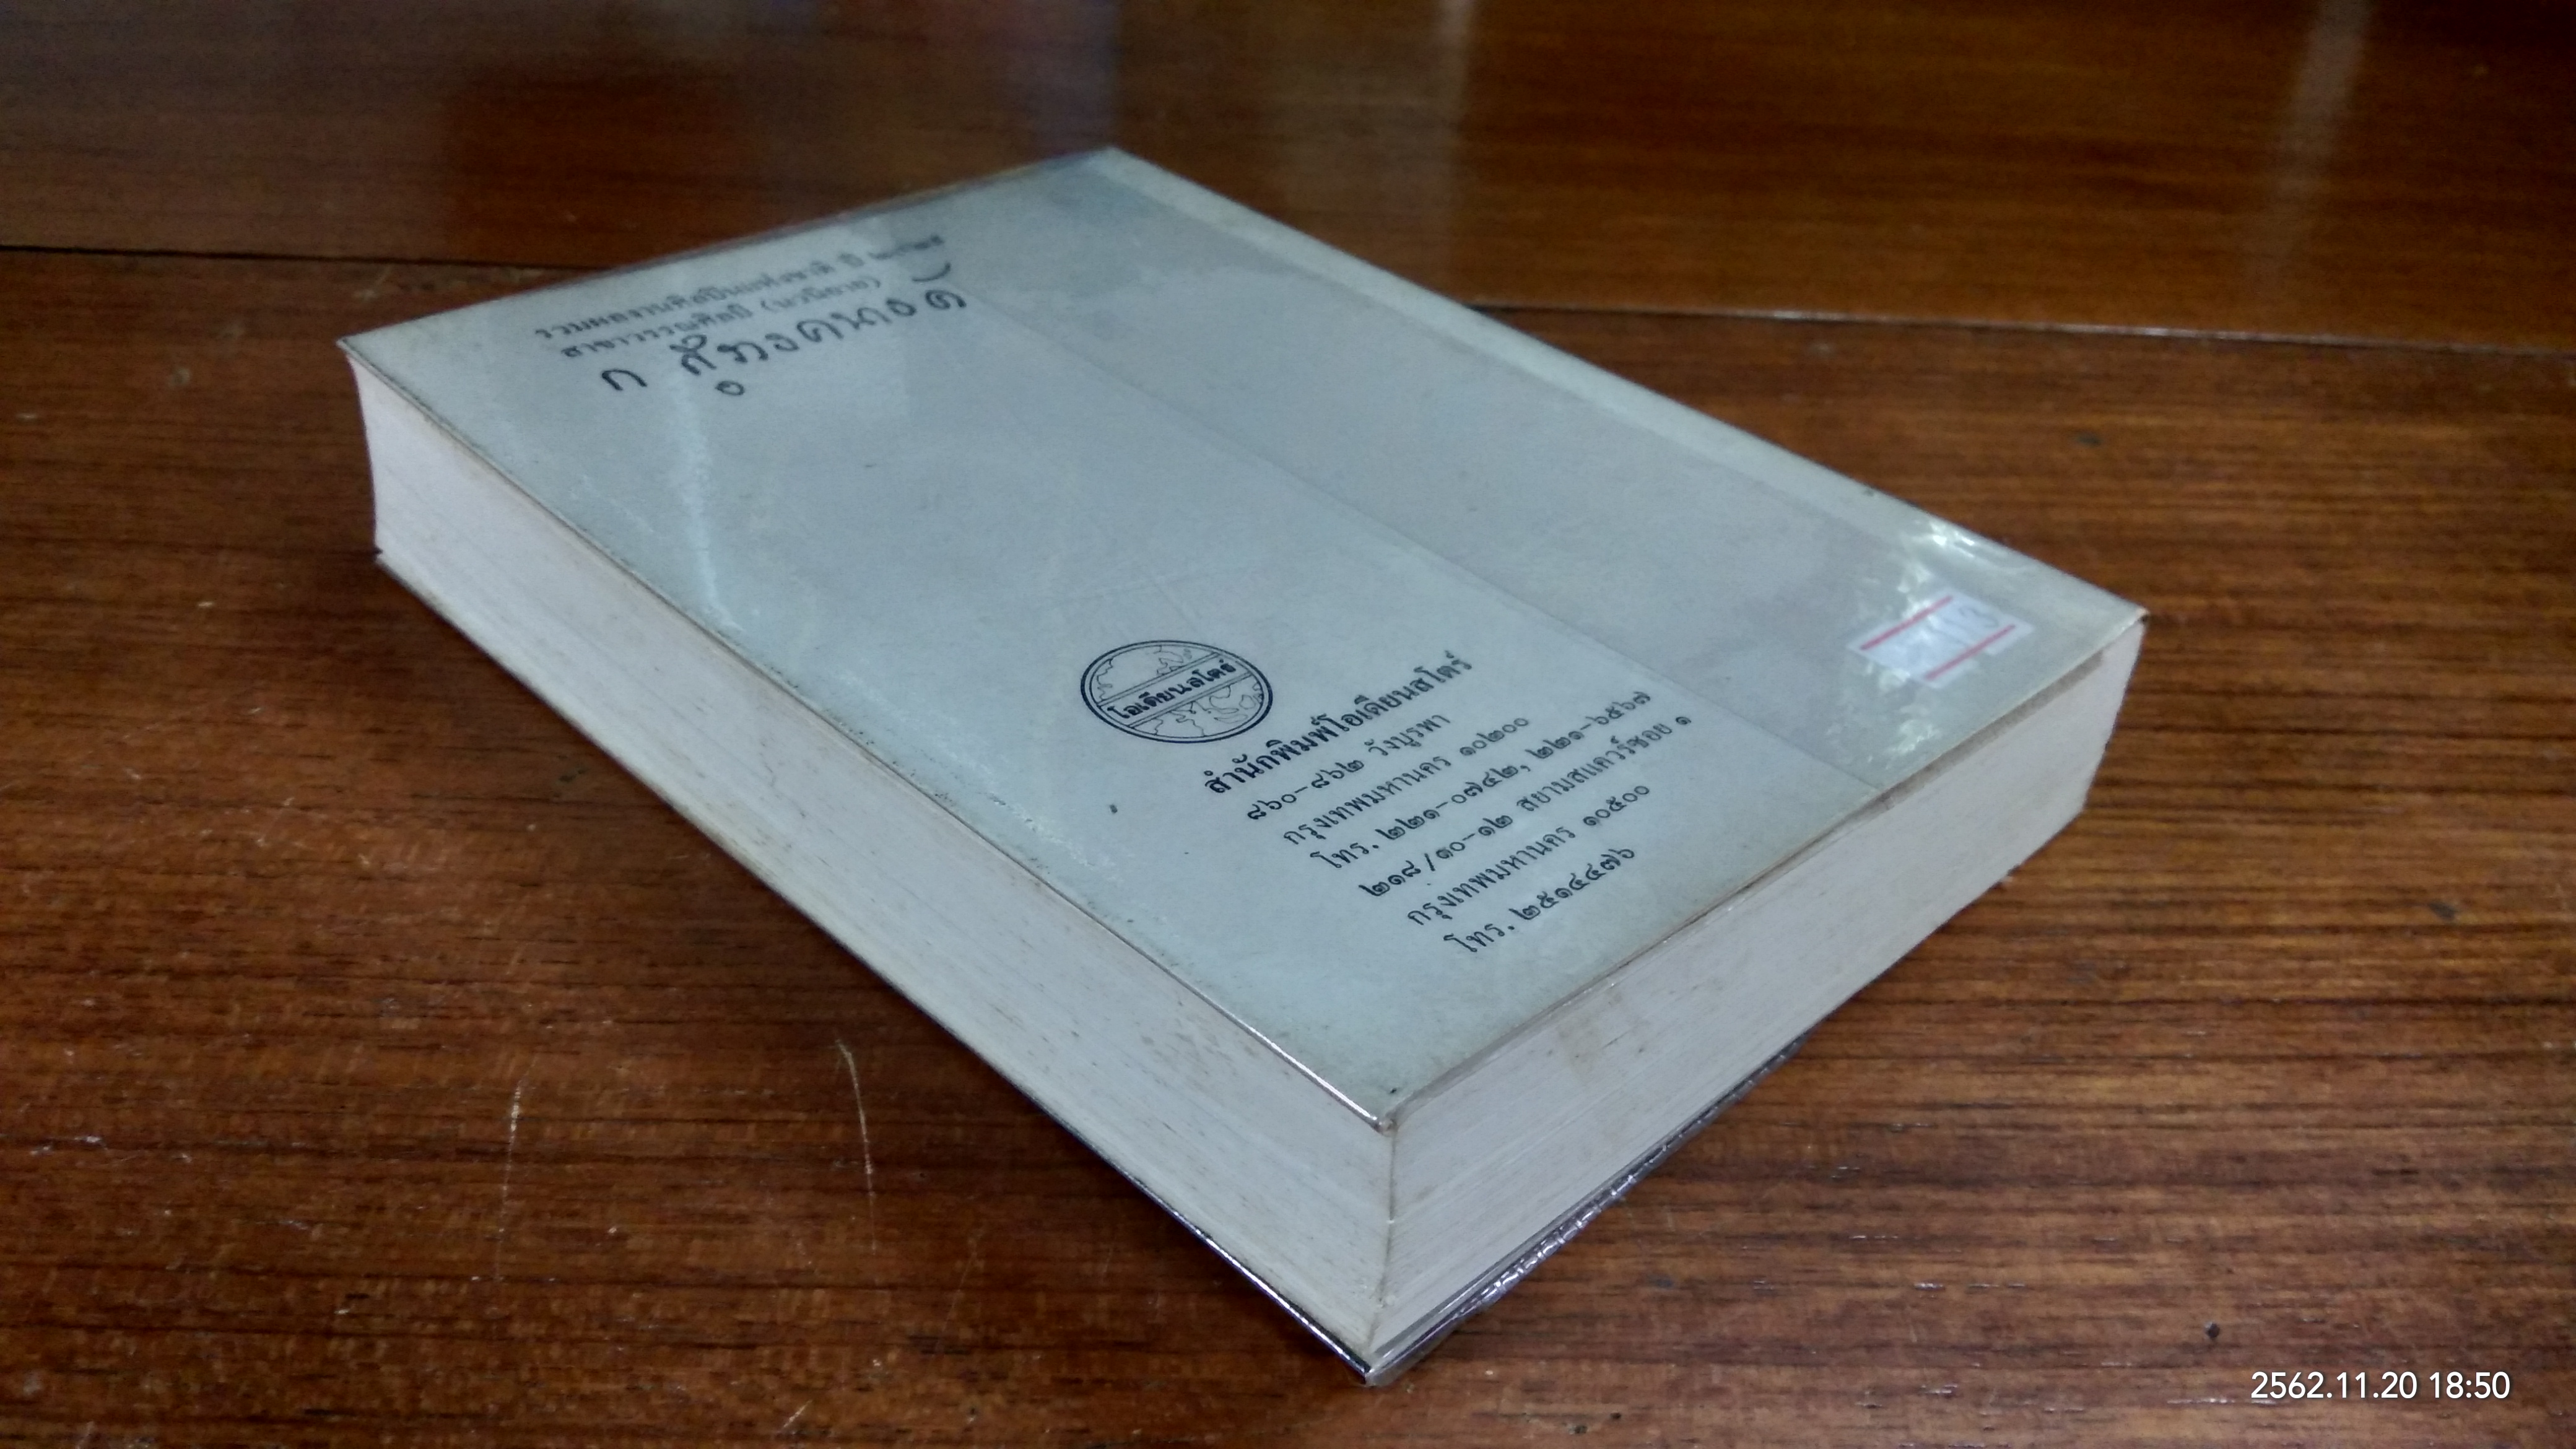 รวมผลงานศิลปินแห่งชาติ ปี
สาขาวรรณศิลป์ (นวนิยาย)
ก สุรางคนางค์
โอเดียนสโตร์
สำนักพิมพ์โอเดียนสโตร์
๘๖๐-๘๖๒ วังบูรพา
กรุงเทพมหานคร ๑๐๒๐๐
โทร. ๒๒๑-๐๗๔๒, ๒๒๑-๖๕๖๗
๒๑๘/๑๐-๑๒ สยามสแควร์ซอย ๑
กรุงเทพมหานคร ๑๐๕๐๐
โทร. ๒๕๑๔๔๗๖
2562.11.20 18:50